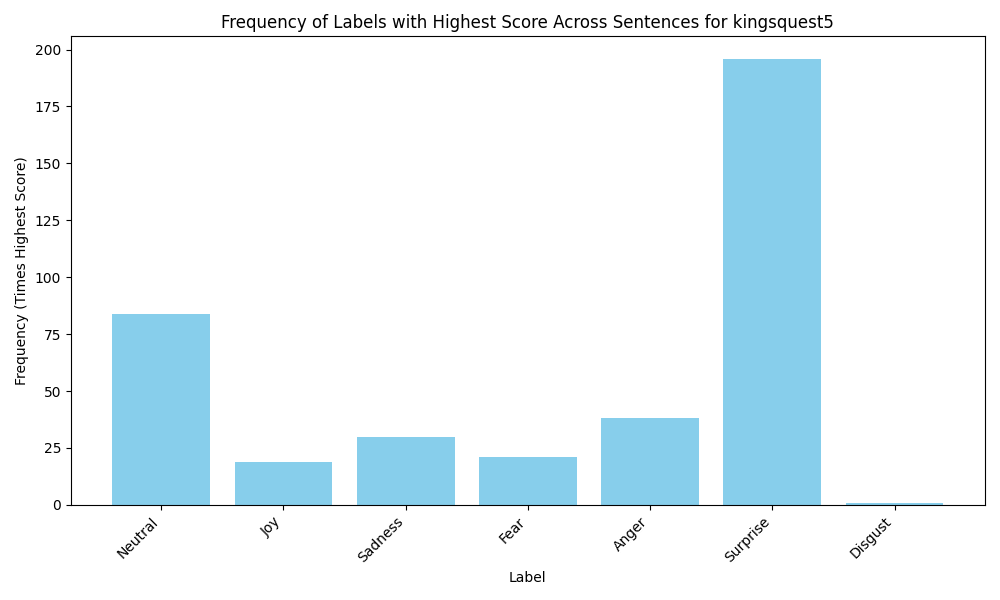 Frequency of Labels with Highest Score Across Sentences for kingsquest5
Frequency (Times Highest Score)
200
175
150
125
100
75
50
25
0
Neutral
Joy
Sadness
Fear
Anger
Surprise
Disgust
Label